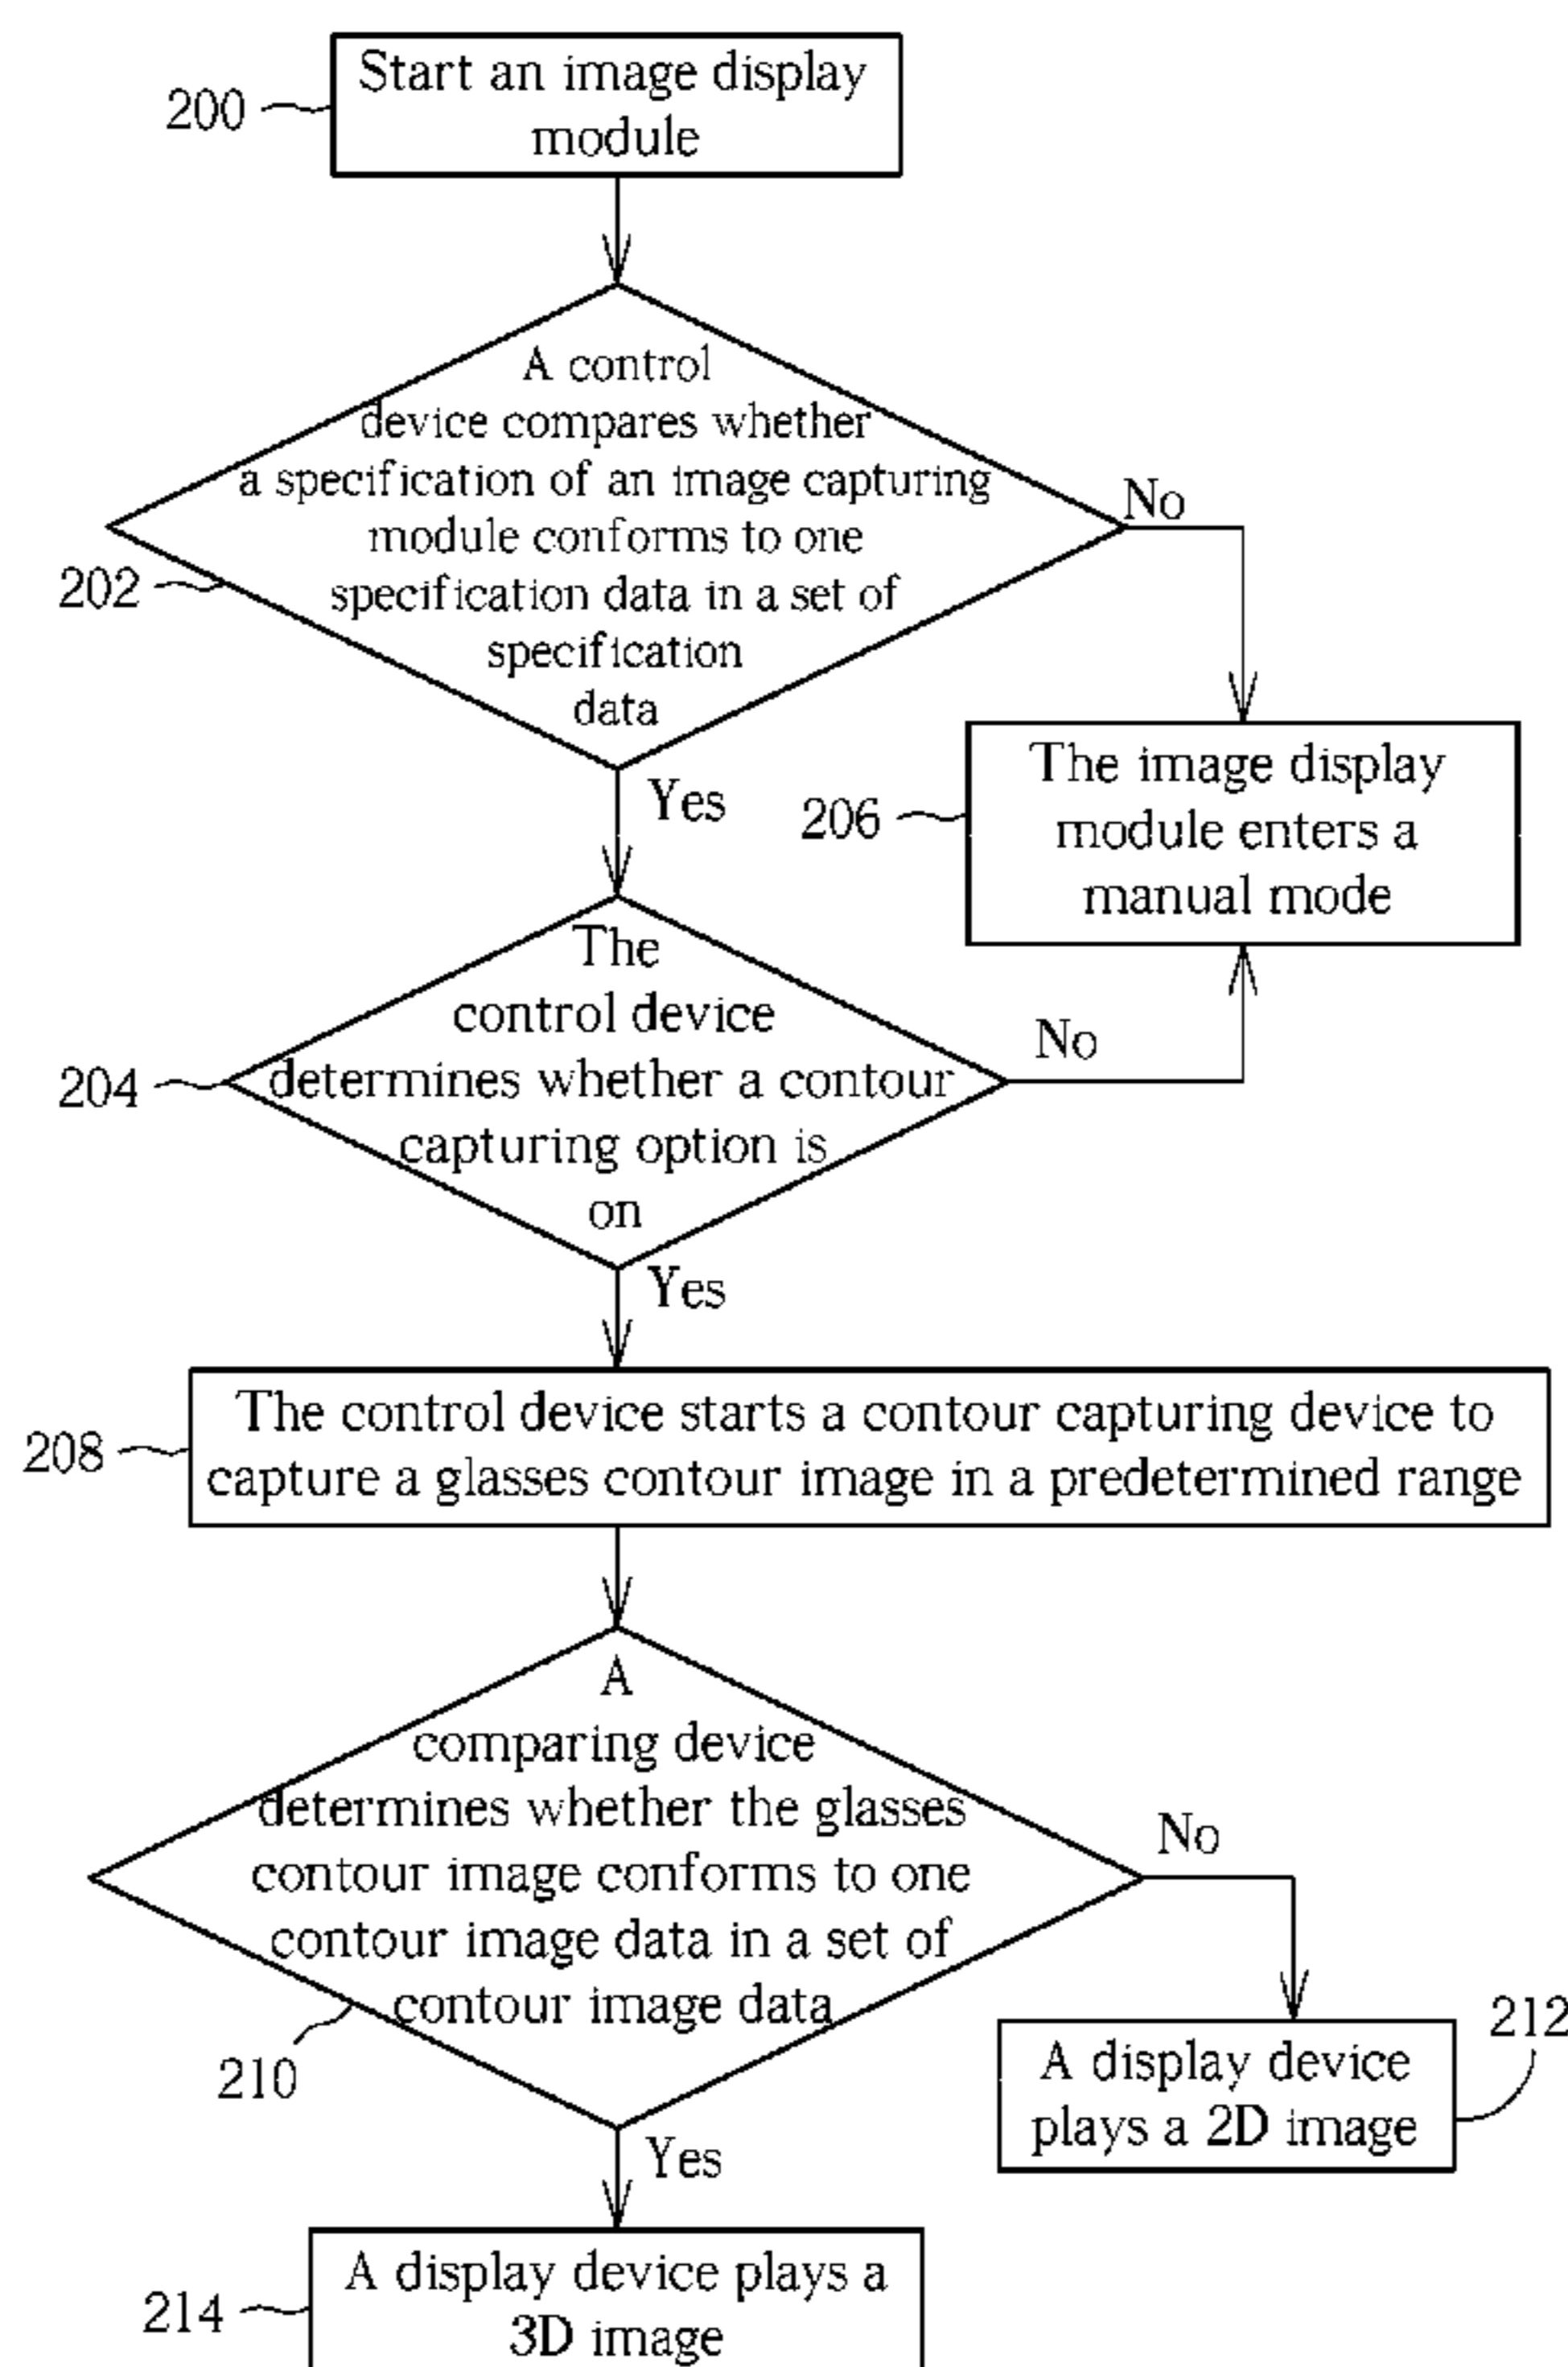 Start an image display
module
200
A control
device compares whether
a specification of an image capturing
module conforms to one
specification data in a set of
specification
data
202
No
Yes
The image display
module enters a
manual mode
206
The
control device
determines whether a contour
capturing option is
on
204
No
Yes
The control device starts a contour capturing device to
capture a glasses contour image in a predetermined range
208
A
comparing device
determines whether the glasses
contour image conforms to one
contour image data in a set of
contour image data
210
No
212
A display device
plays a 2D image
Yes
A display device plays a
3D image
214